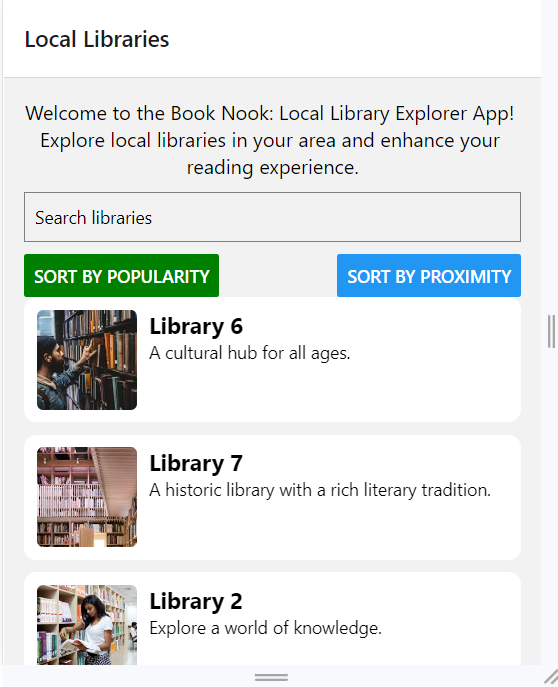 Local Libraries
Welcome to the Book Nook: Local Library Explorer App!
Explore local libraries in your area and enhance your
reading experience.
Search libraries
SORT BY POPULARITY
SORT BY PROXIMITY
Library 6
A cultural hub for all ages.
Library 7
A historic library with a rich literary tradition.
Library 2
Explore a world of knowledge.